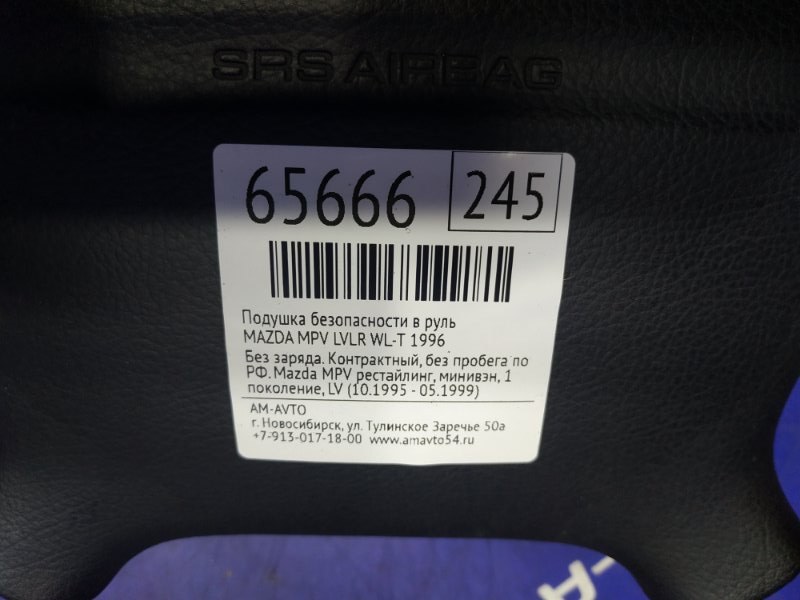 SRS AIRBAG
65666 245
Подушка безопасности в руль
MAZDA MPV LVLR WL-T 1996
Без заряда. Контрактный, без пробега по
РФ. Mazda MPV рестайлинг, минивэн, 1
поколение, LV (10.1995 - 05.1999)
АМ-АVТО
г. Новосибирск, ул. Тулинское Заречье 50а
+7-913-017-18-00 www.amavto54.ru